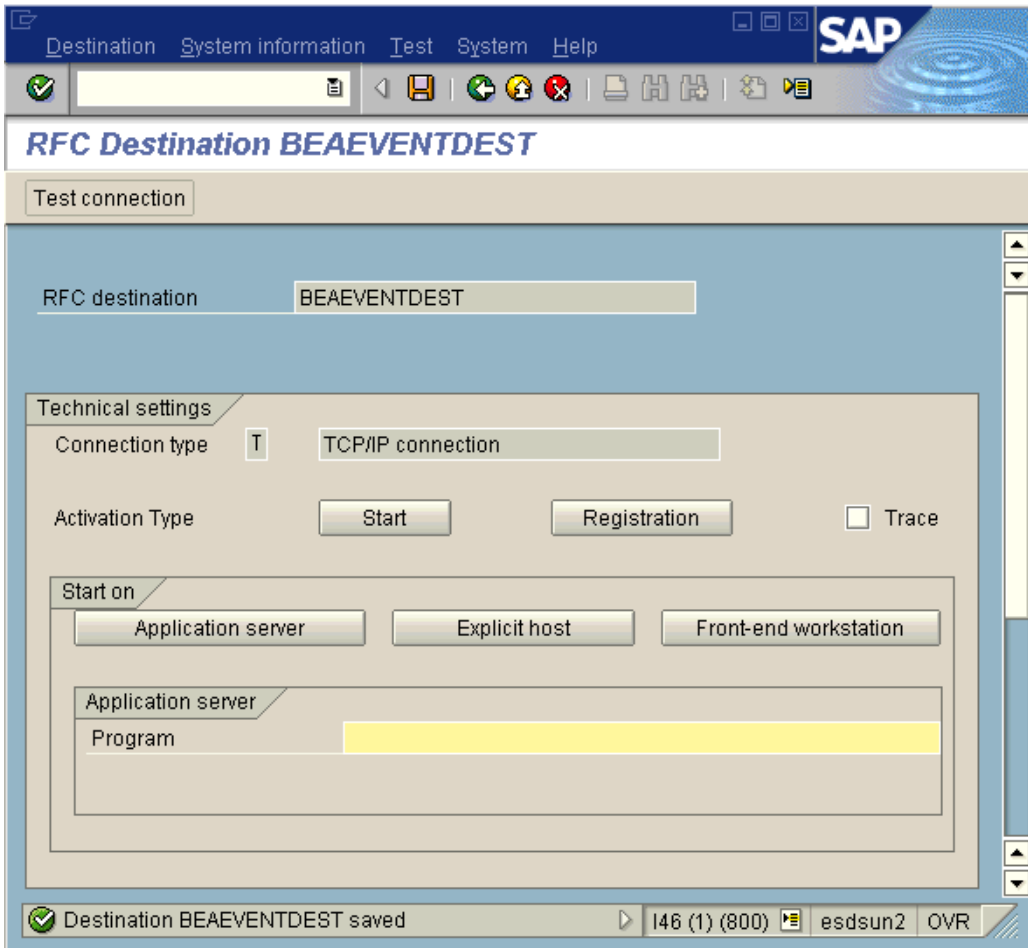 Destination System information Test System Help
SAP
RFC Destination BEAEVENTDEST
Test connection
RFC destination BEAEVENTDEST
Technical settings
Connection type T TCP/IP connection
Activation Type Start Registration Trace
Start on
Application server Explicit host Front-end workstation
Application server
Program
Destination BEAEVENTDEST saved I46 (1) (800) esdsun2 OVR